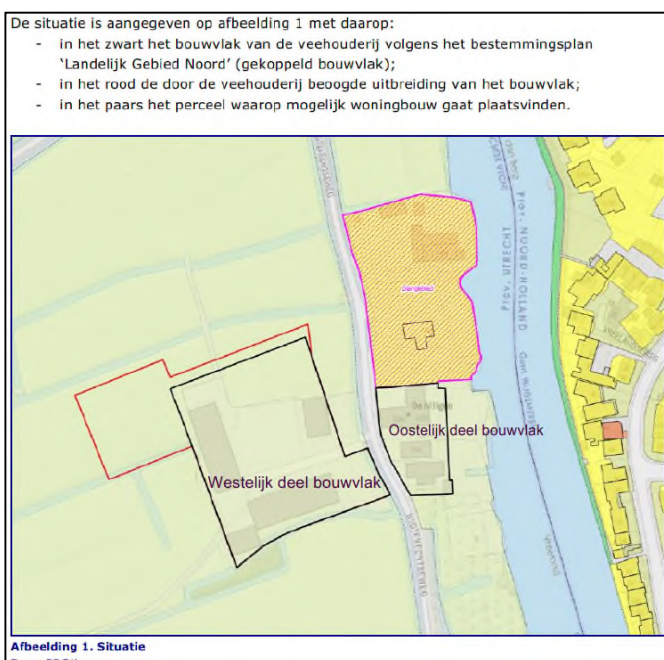 De situatie is aangegeven op afbeelding 1 met daarop:
- in het zwart het bouwvlak van de veehouderij volgens het bestemmingsplan
'Landelijk Gebied Noord' (gekoppeld bouwvlak);
- in het rood de door de veehouderij beoogde uitbreiding van het bouwvlak;
- in het paars het perceel waarop mogelijk woningbouw gaat plaatsvinden.
Prov. UTRECHT
Prov. NOORD-HOLLAND
Oostelijk deel bouwvlak
Westelijk deel bouwvlak
Afbeelding 1. Situatie